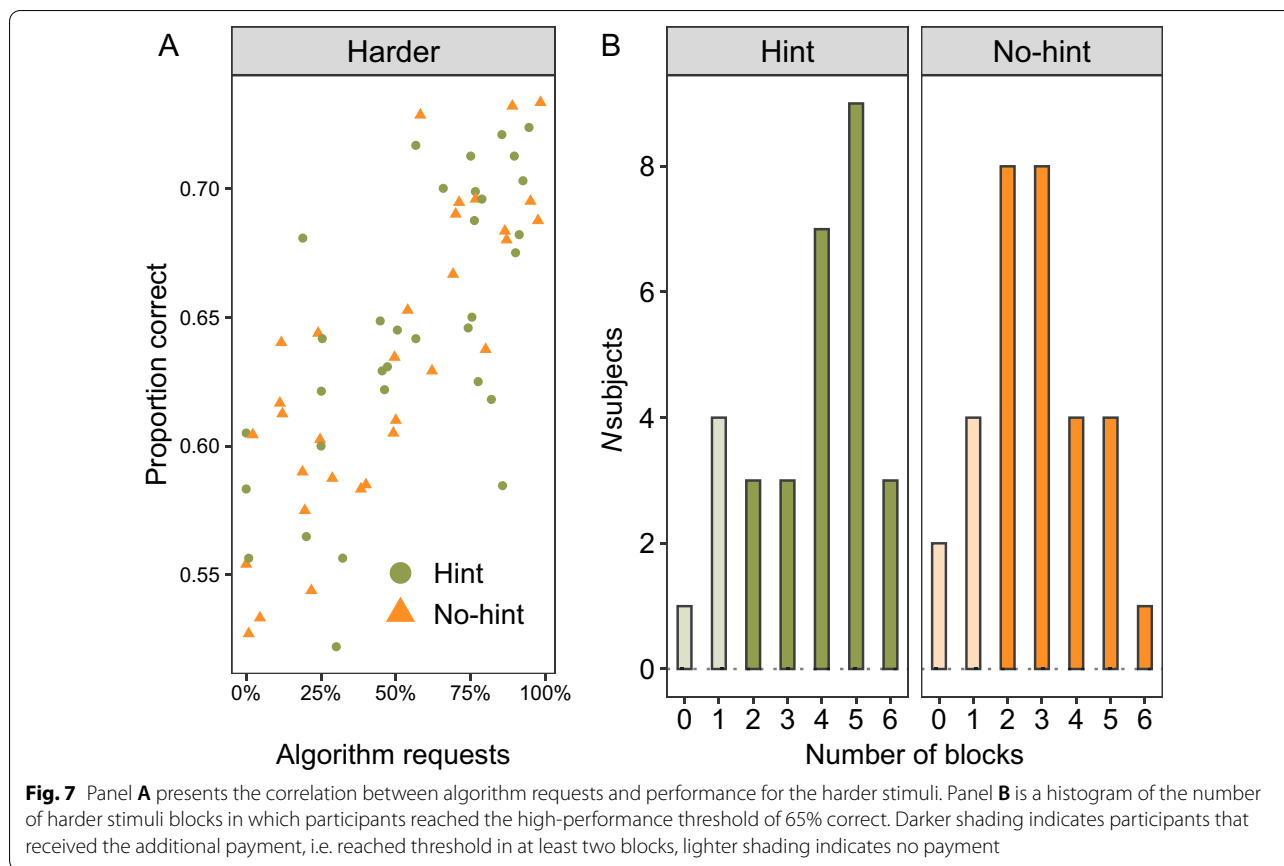 A
Harder
Proportion correct
0.70
0.65
0.60
0.55
Hint
No-hint
0% 25% 50% 75% 100%
Algorithm requests
B
Hint No-hint
Nsubjects
8
6
4
2
0
0 1 2 3 4 5 6 0 1 2 3 4 5 6
Number of blocks
Fig. 7 Panel A presents the correlation between algorithm requests and performance for the harder stimuli. Panel B is a histogram of the number
of harder stimuli blocks in which participants reached the high-performance threshold of 65% correct. Darker shading indicates participants that
received the additional payment, i.e. reached threshold in at least two blocks, lighter shading indicates no payment